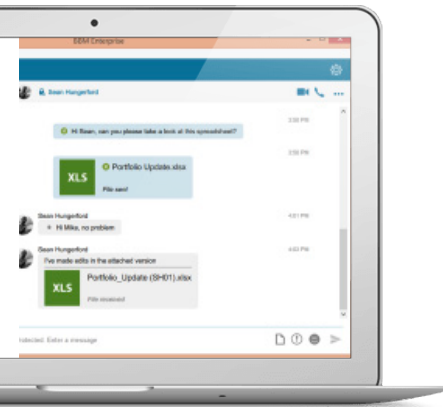 BBM Enterprise
Sean Hungerford
3:58 PM
Hi Sean, can you please take a look at this spreadsheet?
3:58 PM
XLS
Portfolio Update.xlsx
File sent
Sean Hungerford
4:01 PM
Hi Mike, no problem
Sean Hungerford
4:03 PM
I've made edits in the attached version
XLS
Portfolio_Update (SH01).xlsx
File received
Enter a message